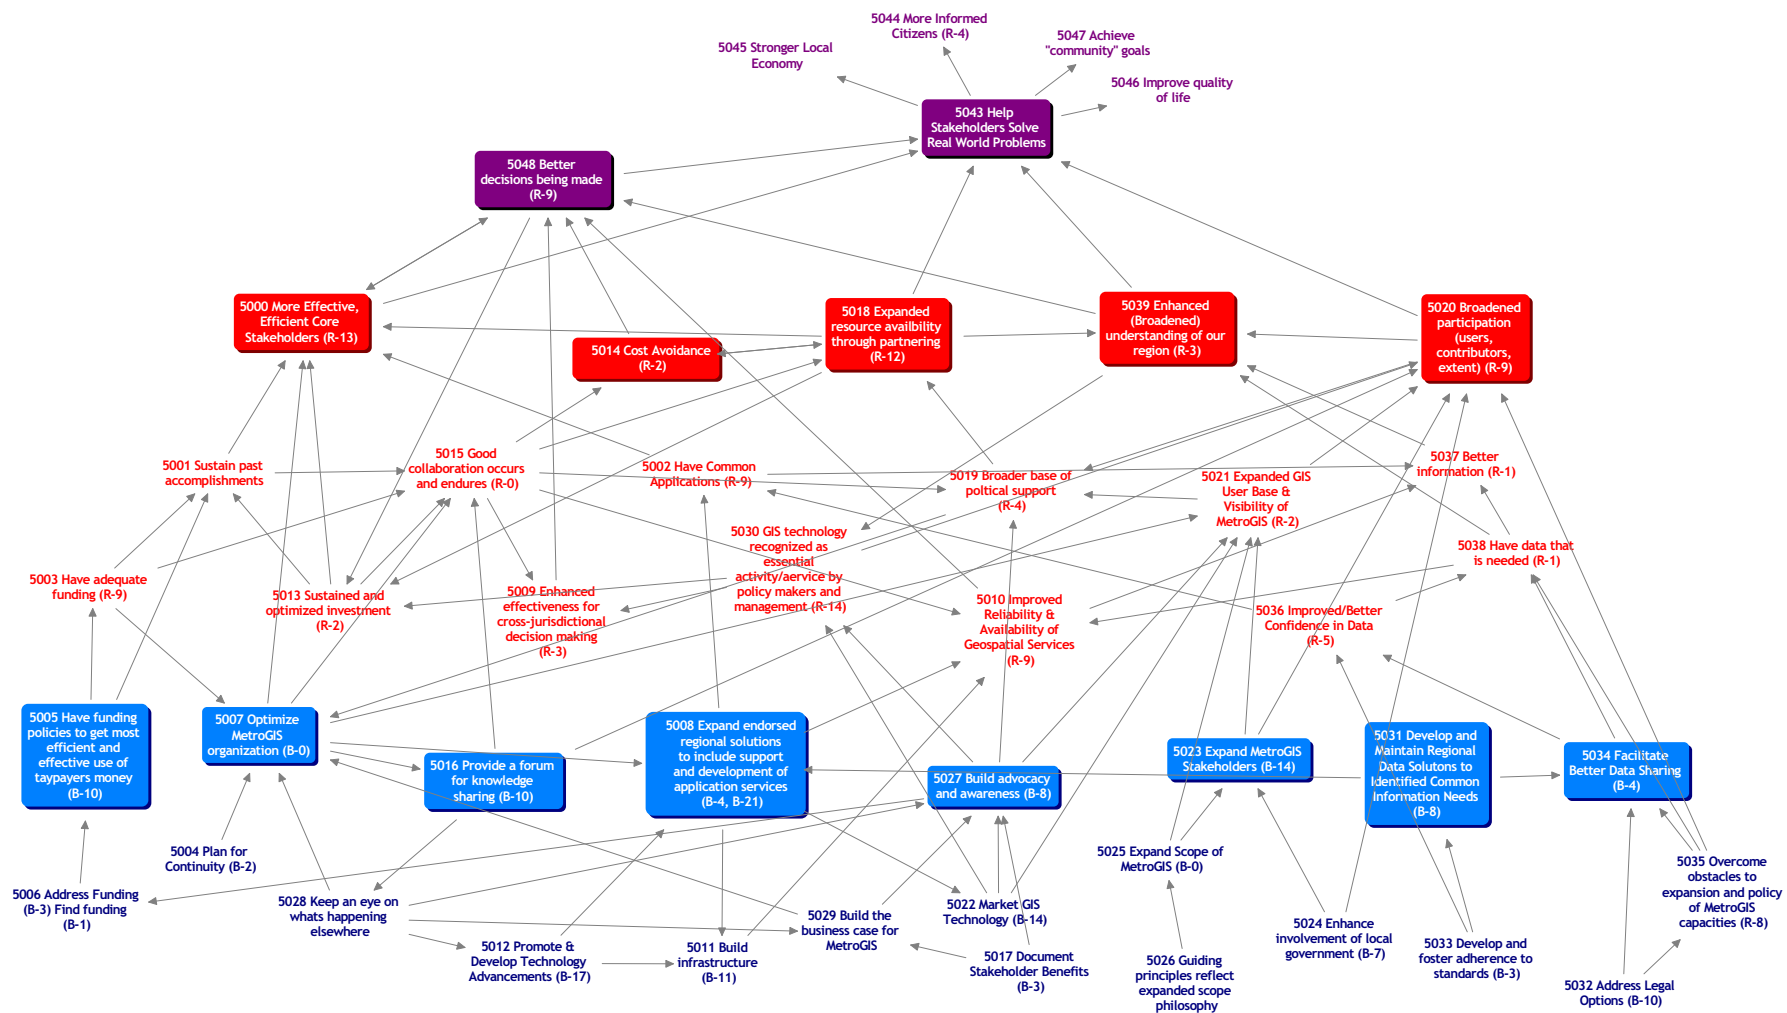 5044 More Informed
Citizens (R-4)
5047 Achieve
"community" goals
5045 Stronger Local
Economy
5046 Improve quality
of life
5043 Help
Stakeholders Solve
Real World Problems
5048 Better
decisions being made
(R-9)
5000 More Effective,
Efficient Core
Stakeholders (R-13)
5014 Cost Avoidance
(R-2)
5018 Expanded
resource availbility
through partnering
(R-12)
5039 Enhanced
(Broadened)
understanding of our
region (R-3)
5020 Broadened
participation
(users,
contributors,
extent) (R-9)
5001 Sustain past
accomplishments
5015 Good
collaboration occurs
and endures (R-0)
5002 Have Common
Applications (R-9)
5019 Broader base of
poltical support
(R-4)
5021 Expanded GIS
User Base &
Visibility of
MetroGIS (R-2)
5037 Better
information (R-1)
5030 GIS technology
recognized as
essential
activity/aervice by
policy makers and
management (R-14)
5038 Have data that
is needed (R-1)
5003 Have adequate
funding (R-9)
5013 Sustained and
optimized investment
(R-2)
5009 Enhanced
effectiveness for
cross-jurisdictional
decision making
(R-3)
5010 Improved
Reliability &
Availability of
Geospatial Services
(R-9)
5036 Improved/Better
Confidence in Data
(R-5)
5005 Have funding
policies to get most
efficient and
effective use of
taypayers money
(B-10)
5007 Optimize
MetroGIS
organization (B-0)
5016 Provide a forum
for knowledge
sharing (B-10)
5008 Expand endorsed
regional solutions
to include support
and development of
application services
(B-4, B-21)
5027 Build advocacy
and awareness (B-8)
5023 Expand MetroGIS
Stakeholders (B-14)
5031 Develop and
Maintain Regional
Data Solutons to
Identified Common
Information Needs
(B-8)
5034 Facilitate
Better Data Sharing
(B-4)
5004 Plan for
Continuity (B-2)
5006 Address Funding
(B-3) Find funding
(B-1)
5028 Keep an eye on
whats happening
elsewhere
5012 Promote &
Develop Technology
Advancements (B-17)
5011 Build
infrastructure
(B-11)
5029 Build the
business case for
MetroGIS
5022 Market GIS
Technology (B-14)
5017 Document
Stakeholder Benefits
(B-3)
5025 Expand Scope of
MetroGIS (B-0)
5026 Guiding
principles reflect
expanded scope
philosophy
5024 Enhance
involvement of local
government (B-7)
5033 Develop and
foster adherence to
standards (B-3)
5035 Overcome
obstacles to
expansion and policy
of MetroGIS
capacities (R-8)
5032 Address Legal
Options (B-10)